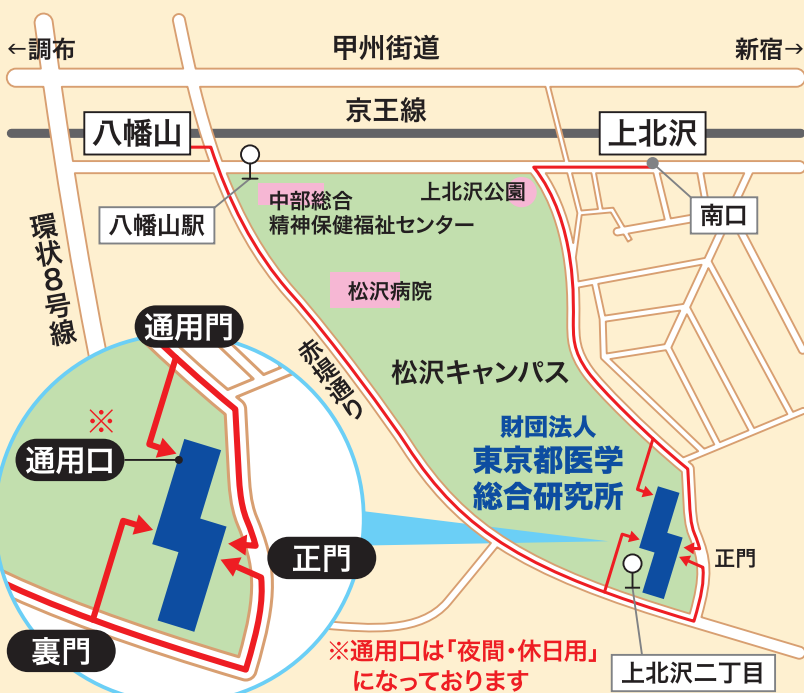 ←調布
甲州街道
新宿→
京王線
八幡山
上北沢
八幡山駅
中部総合
精神保健福祉センター
上北沢公園
南口
環状8号線
松沢病院
通用門
赤堤通り
松沢キャンパス
※
通用口
財団法人
東京都医学
総合研究所
正門
正門
裏門
※通用口は「夜間・休日用」
になっております
上北沢二丁目